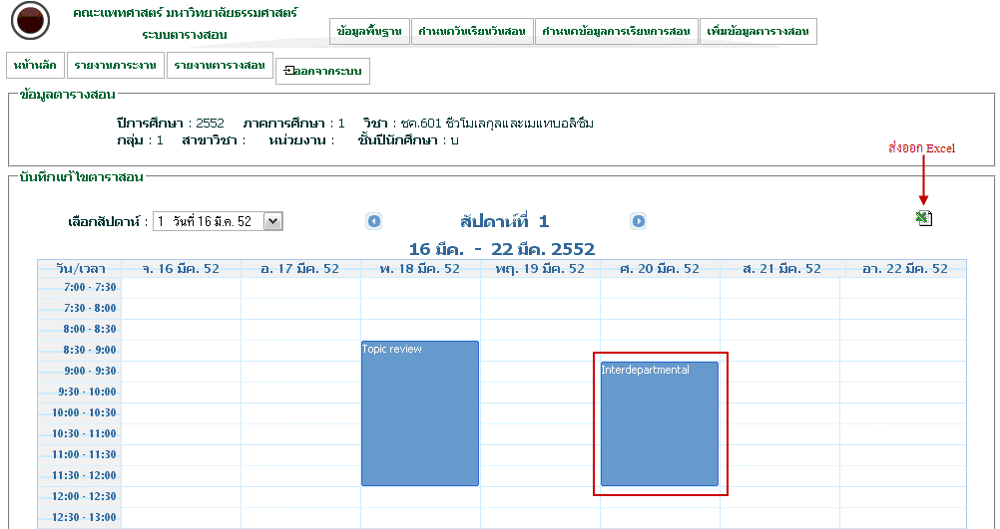 คณะแพทศาสตร์ มหาวิทยาลัยธรรมศาสตร์
ระบบตารางสอน
ข้อมูลพื้นฐาน กำหนดวันเรียนวันสอน กำหนดข้อมูลการเรียนการสอน เพิ่มข้อมูลตารางสอน
หน้าหลัก รายงานภาระงาน รายงานตารางสอน ออกจากระบบ
ข้อมูลตารางสอน
ปีการศึกษา : 2552 ภาคการศึกษา : 1 วิชา : ชค.601 ชีวโมเลกุลและเมแทบอลิซึม
กลุ่ม : 1 สาขาวิชา : หน่วยงาน : ชั้นปีนักศึกษา : บ
ส่งออก Excel
บันทึกแก้ไขตาราสอน
เลือกสัปดาห์ : 1 วันที่ 16 มี.ค. 52 สัปดาห์ที่ 1
16 มีค. - 22 มีค. 2552
วัน/เวลา จ. 16 มีค. 52 อ. 17 มีค. 52 พ. 18 มีค. 52 พฤ. 19 มีค. 52 ศ. 20 มีค. 52 ส. 21 มีค. 52 อา. 22 มีค. 52
7:00 - 7:30
7:30 - 8:00
8:00 - 8:30
8:30 - 9:00 Topic review
9:00 - 9:30 Interdepartmental
9:30 - 10:00
10:00 - 10:30
10:30 - 11:00
11:00 - 11:30
11:30 - 12:00
12:00 - 12:30
12:30 - 13:00